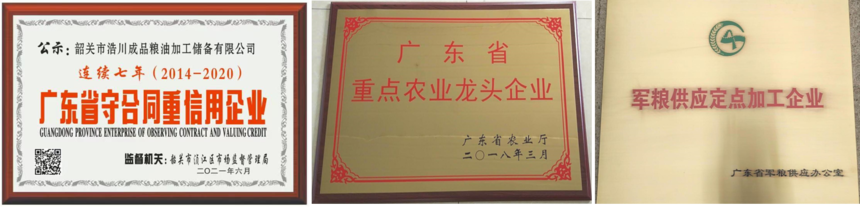 公示：韶关市浩川成品粮油加工储备有限公司
连续七年（2014-2020）
广东省守合同重信用企业
GUANGDONG PROVINCE ENTERPRISE OF OBSERVING CONTRACT AND VALUING CREDIT
监督机关：韶关市浈江区市场监督管理局
二〇二一年六月
广东省
重点农业龙头企业
广东省农业厅
二〇一八年三月
军粮供应定点加工企业
广东省军粮供应办公室